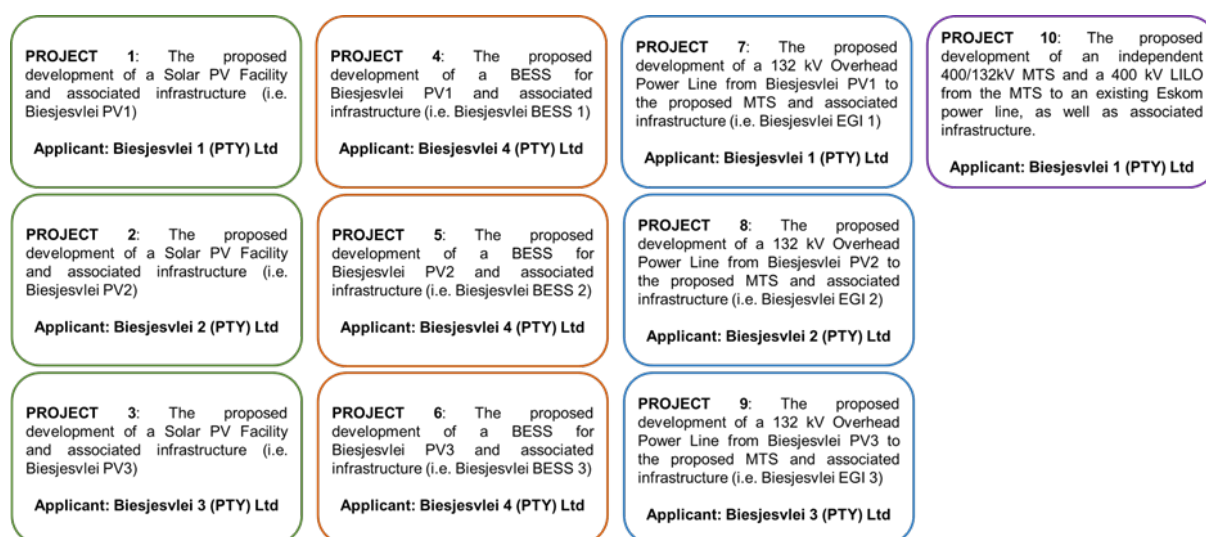 PROJECT 1: The proposed
development of a Solar PV Facility
and associated infrastructure (i.e.
Biesjesvlei PV1)
Applicant: Biesjesvlei 1 (PTY) Ltd
PROJECT 4: The proposed
development of a BESS for
Biesjesvlei PV1 and associated
infrastructure (i.e. Biesjesvlei BESS 1)
Applicant: Biesjesvlei 4 (PTY) Ltd
PROJECT 7: The proposed
development of a 132 kV Overhead
Power Line from Biesjesvlei PV1 to
the proposed MTS and associated
infrastructure (i.e. Biesjesvlei EGI 1)
Applicant: Biesjesvlei 1 (PTY) Ltd
PROJECT 10: The proposed
development of an independent
400/132kV MTS and a 400 kV LILO
from the MTS to an existing Eskom
power line, as well as associated
infrastructure.
Applicant: Biesjesvlei 1 (PTY) Ltd
PROJECT 2: The proposed
development of a Solar PV Facility
and associated infrastructure (i.e.
Biesjesvlei PV2)
Applicant: Biesjesvlei 2 (PTY) Ltd
PROJECT 5: The proposed
development of a BESS for
Biesjesvlei PV2 and associated
infrastructure (i.e. Biesjesvlei BESS 2)
Applicant: Biesjesvlei 4 (PTY) Ltd
PROJECT 8: The proposed
development of a 132 kV Overhead
Power Line from Biesjesvlei PV2 to
the proposed MTS and associated
infrastructure (i.e. Biesjesvlei EGI 2)
Applicant: Biesjesvlei 2 (PTY) Ltd
PROJECT 3: The proposed
development of a Solar PV Facility
and associated infrastructure (i.e.
Biesjesvlei PV3)
Applicant: Biesjesvlei 3 (PTY) Ltd
PROJECT 6: The proposed
development of a BESS for
Biesjesvlei PV3 and associated
infrastructure (i.e. Biesjesvlei BESS 3)
Applicant: Biesjesvlei 4 (PTY) Ltd
PROJECT 9: The proposed
development of a 132 kV Overhead
Power Line from Biesjesvlei PV3 to
the proposed MTS and associated
infrastructure (i.e. Biesjesvlei EGI 3)
Applicant: Biesjesvlei 3 (PTY) Ltd